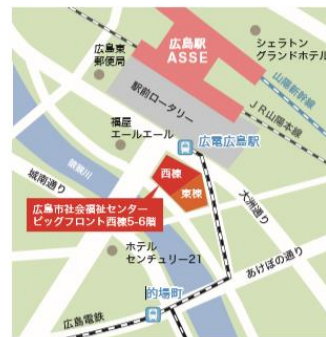 広島駅
ASSE
シェラトン
グランドホテル
広島東
郵便局
山陽新幹線
駅前ロータリー
JR山陽本線
福屋
エールエール
広電広島駅
猿猴川
城南通り
西棟
東棟
大洲通り
広島市社会福祉センター
ビッグフロント西棟5-6階
ホテル
センチュリー21
あけぼの通り
的場町
広島電鉄